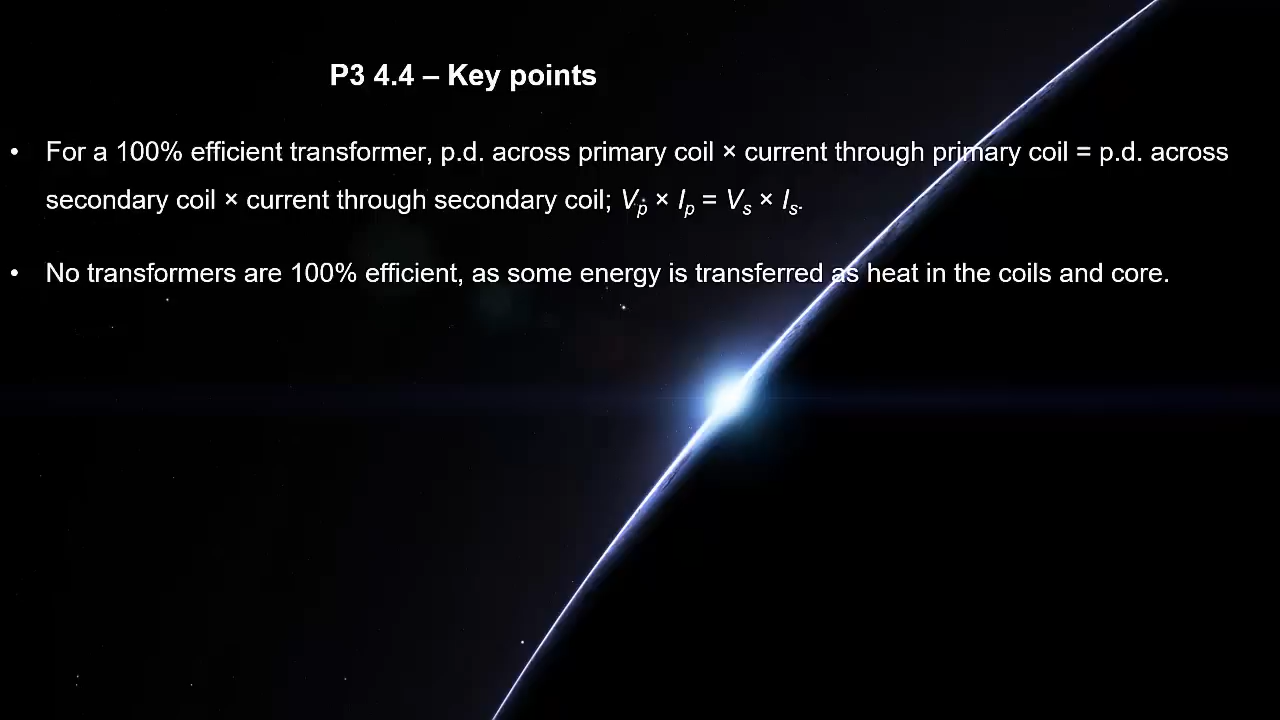 P3 4.4 – Key points
• For a 100% efficient transformer, p.d. across primary coil × current through primary coil = p.d. across
secondary coil × current through secondary coil; Vp × Ip = Vs × Is.
• No transformers are 100% efficient, as some energy is transferred as heat in the coils and core.